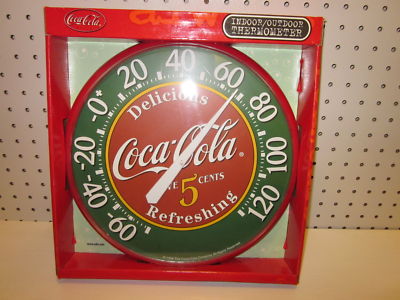 Coca-Cola
INDOOR/OUTDOOR
THERMOMETER
-60
-40
-20
-0
20
40
60
80
100
120
Delicious
Coca-Cola
5 CENTS
Refreshing